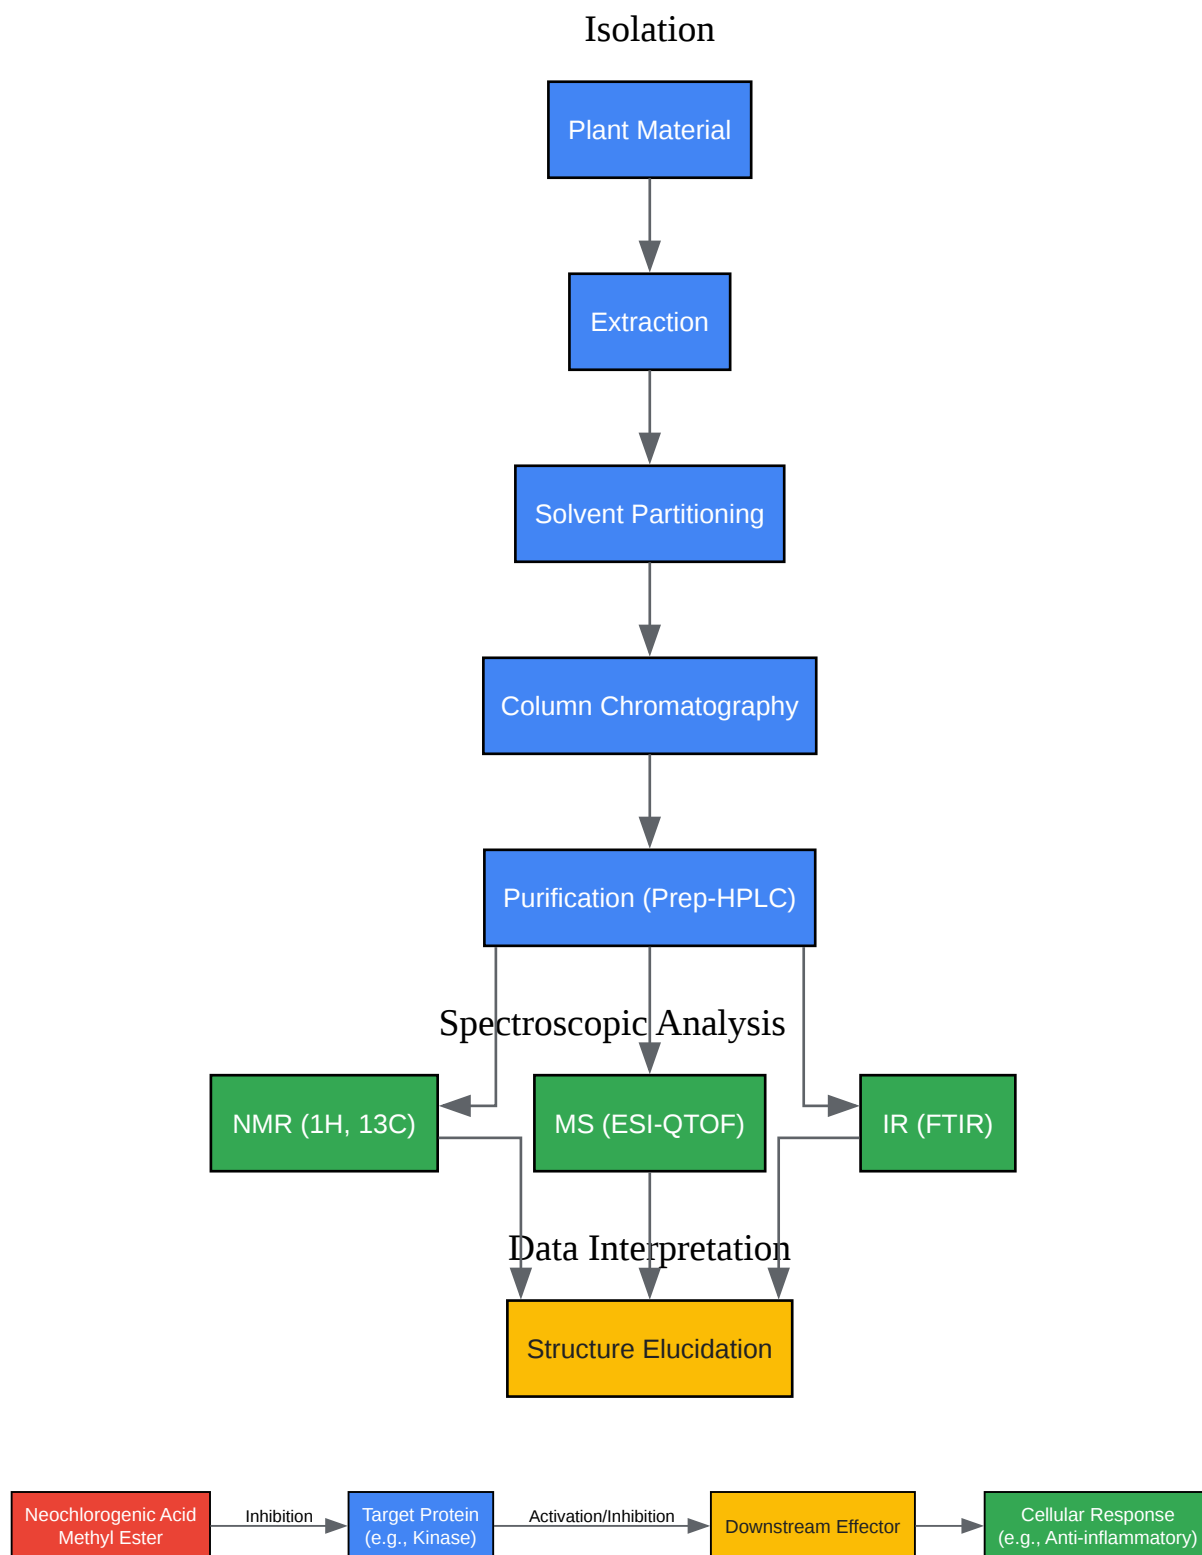 Isolation
Plant Material
Extraction
Solvent Partitioning
Column Chromatography
Purification (Prep-HPLC)
Spectroscopic Analysis
NMR (1H, 13C)
MS (ESI-QTOF)
IR (FTIR)
Data Interpretation
Structure Elucidation
Neochlorogenic Acid
Methyl Ester
Inhibition
Target Protein
(e.g., Kinase)
Activation/Inhibition
Downstream Effector
Cellular Response
(e.g., Anti-inflammatory)